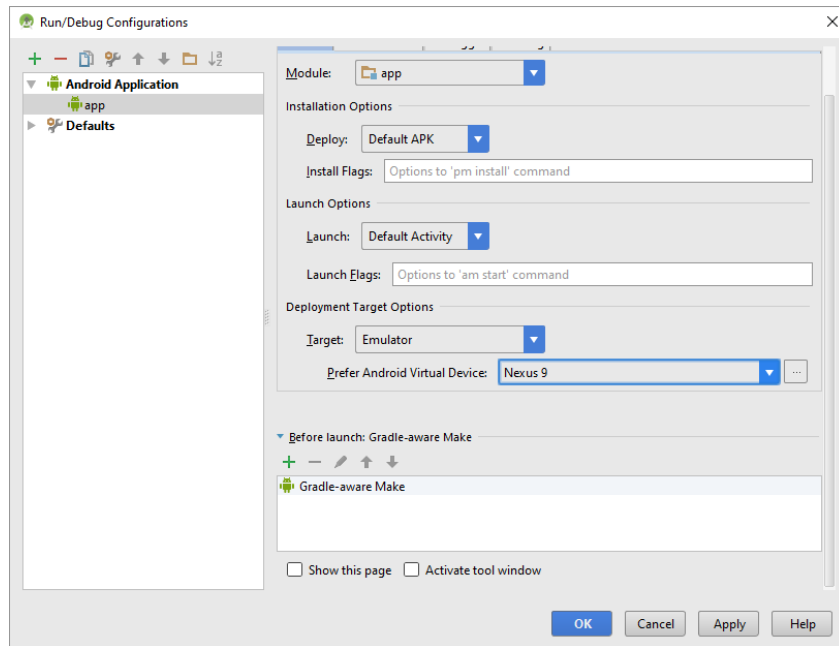 Run/Debug Configurations
Android Application
app
Defaults
Module: app
Installation Options
Deploy: Default APK
Install Flags: Options to 'pm install' command
Launch Options
Launch: Default Activity
Launch Flags: Options to 'am start' command
Deployment Target Options
Target: Emulator
Prefer Android Virtual Device: Nexus 9 ...
Before launch: Gradle-aware Make
Gradle-aware Make
Show this page Activate tool window
OK Cancel Apply Help